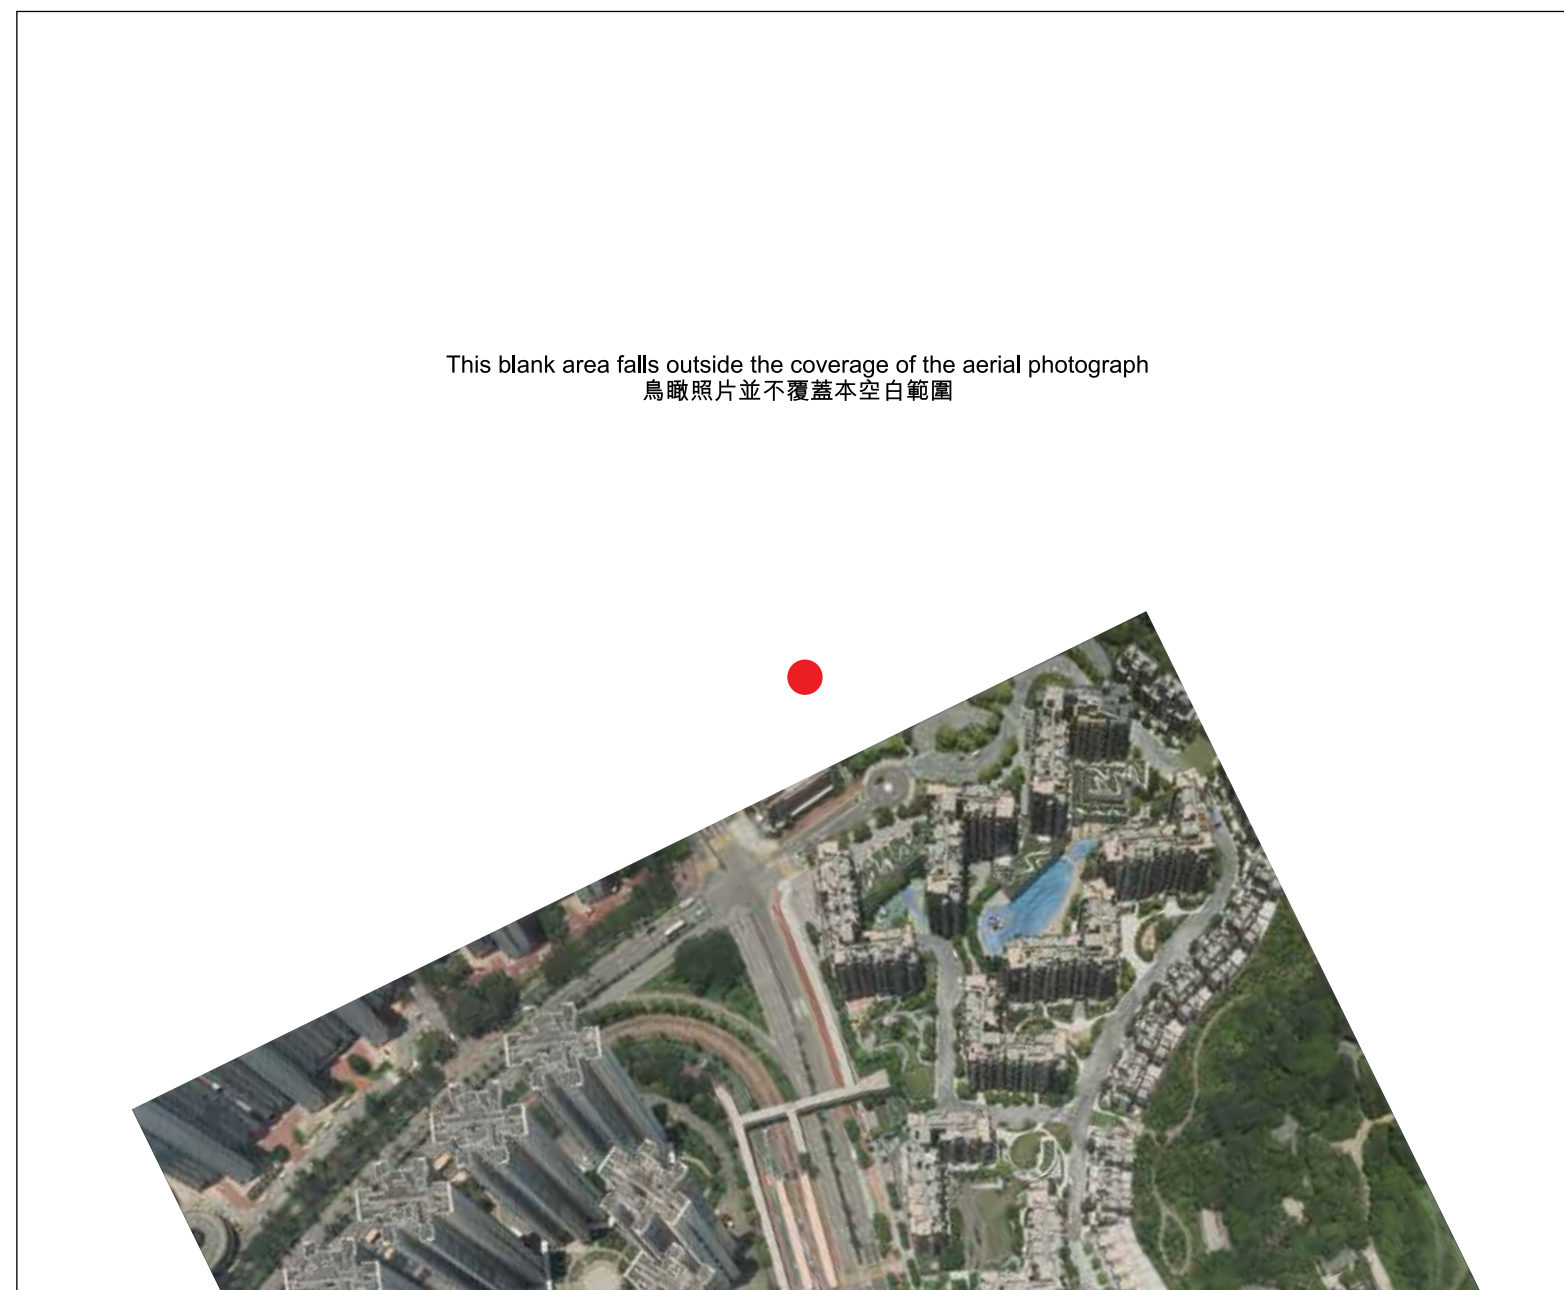 This blank area falls outside the coverage of the aerial photograph
鳥瞰照片並不覆蓋本空白範圍